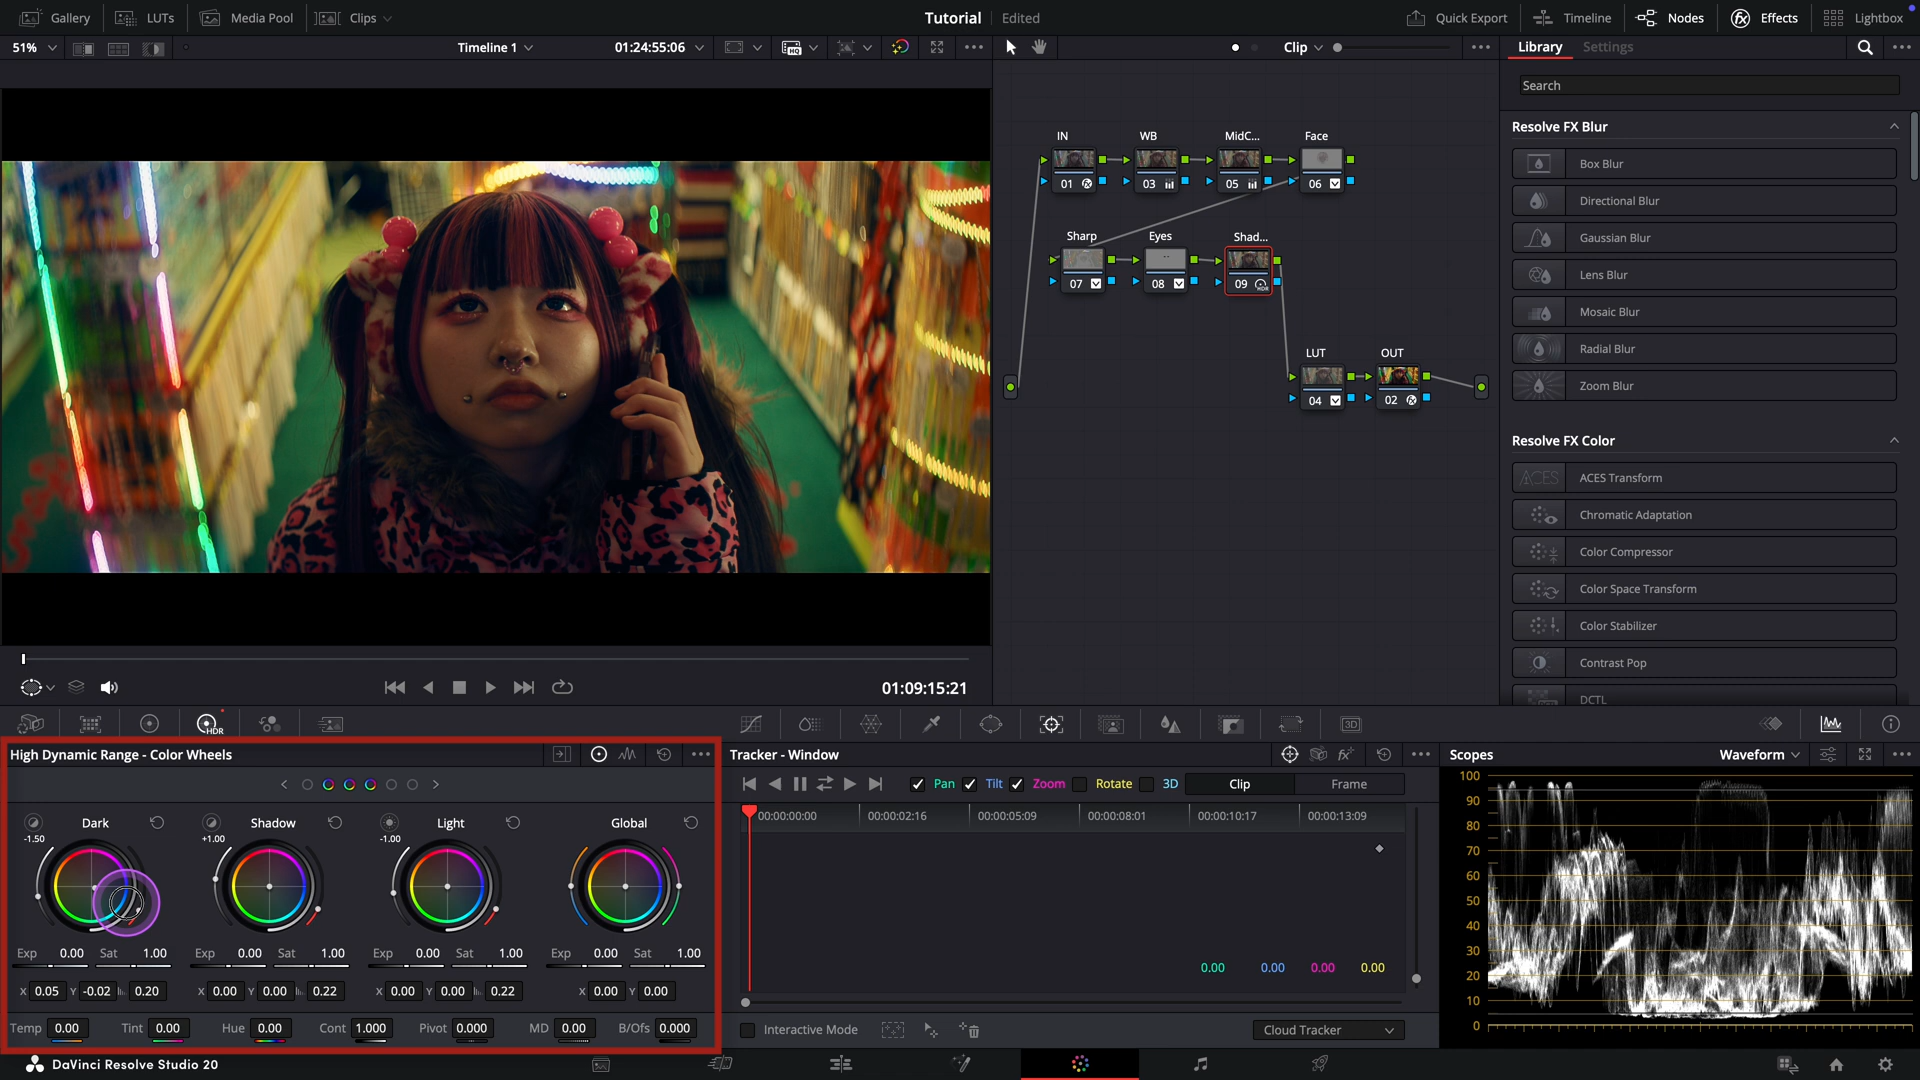 Gallery LUTs Media Pool Clips Tutorial Edited Quick Export Timeline Nodes Effects Lightbox
51% Timeline 1 01:24:55:06 Clip Library Settings
Search
Resolve FX Blur
Box Blur
Directional Blur
Gaussian Blur
Lens Blur
Mosaic Blur
Radial Blur
Zoom Blur
Resolve FX Color
ACES Transform
Chromatic Adaptation
Color Compressor
Color Space Transform
Color Stabilizer
Contrast Pop
DCTL
IN WB MidC... Face
01 03 05 06
Sharp Eyes Shad...
07 08 09 HDR
LUT OUT
04 02
01:09:15:21
HDR 3D
High Dynamic Range - Color Wheels
Dark Shadow Light Global
-1.50 +1.00 -1.00
Exp 0.00 Sat 1.00 Exp 0.00 Sat 1.00 Exp 0.00 Sat 1.00 Exp 0.00 Sat 1.00
X 0.05 Y -0.02 0.20 X 0.00 Y 0.00 0.22 X 0.00 Y 0.00 0.22 X 0.00 Y 0.00
Temp 0.00 Tint 0.00 Hue 0.00 Cont 1.000 Pivot 0.000 MD 0.00 B/Ofs 0.000
Tracker - Window
Pan Tilt Zoom Rotate 3D Clip Frame
00:00:00:00 00:00:02:16 00:00:05:09 00:00:08:01 00:00:10:17 00:00:13:09
0.00 0.00 0.00 0.00
Interactive Mode Cloud Tracker
Scopes Waveform
100
90
80
70
60
50
40
30
20
10
0
DaVinci Resolve Studio 20